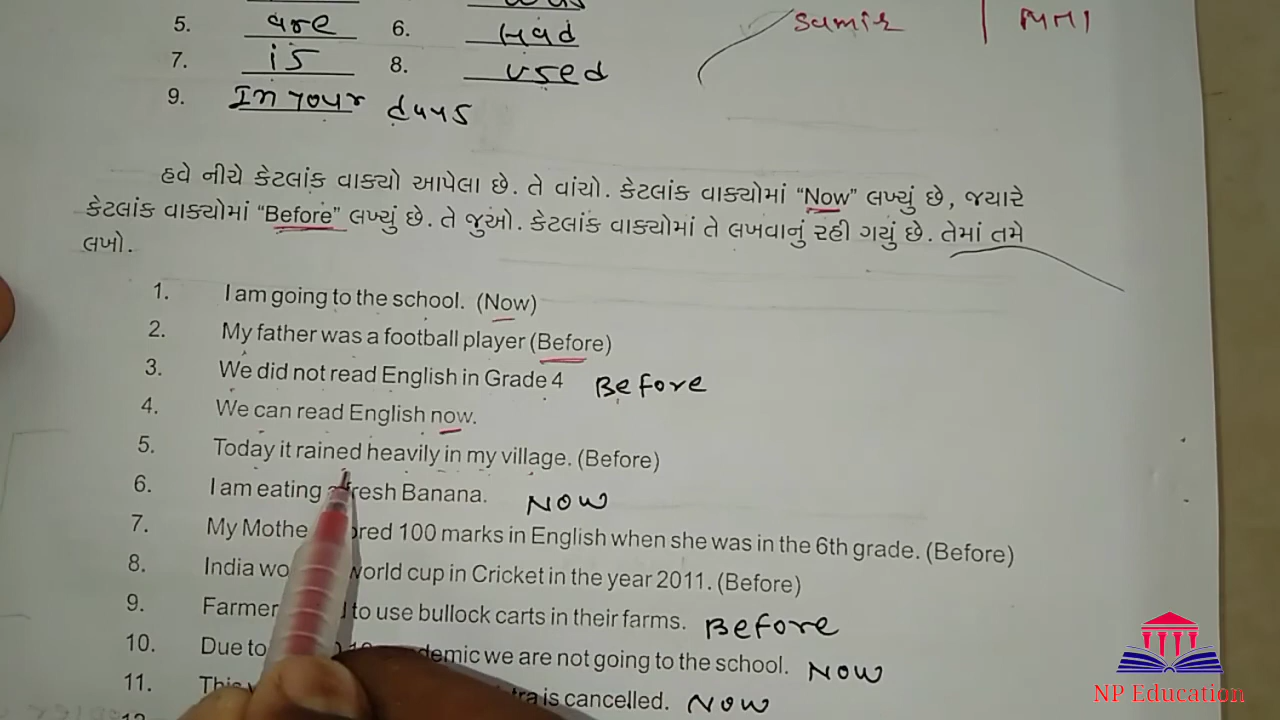 5. are 6. Had
samir | મમા
7. is 8. used
9. In your days
હવે નીચે કેટલાંક વાક્યો આપેલા છે. તે વાંચો. કેટલાંક વાક્યોમાં “Now” લખ્યું છે, જ્યારે
કેટલાંક વાક્યોમાં “Before” લખ્યું છે. તે જુઓ. કેટલાંક વાક્યોમાં તે લખવાનું રહી ગયું છે. તેમાં તમે
લખો.
1. I am going to the school. (Now)
2. My father was a football player (Before)
3. We did not read English in Grade 4 Before
4. We can read English now.
5. Today it rained heavily in my village. (Before)
6. I am eating fresh Banana. Now
7. My Mothe ored 100 marks in English when she was in the 6th grade. (Before)
8. India wo world cup in Cricket in the year 2011. (Before)
9. Farmer to use bullock carts in their farms. Before
10. Due to demic we are not going to the school. Now
11. This tra is cancelled. Now
12
NP Education